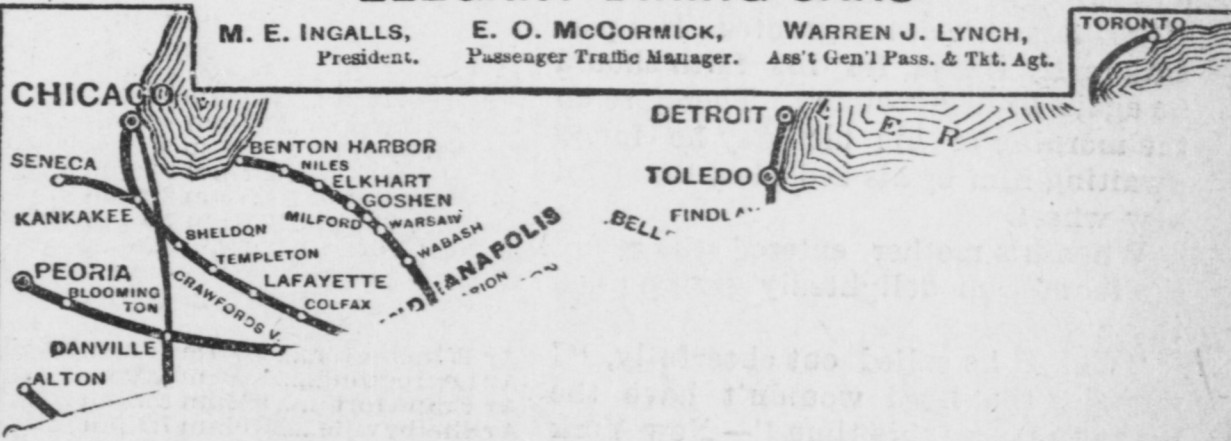 M. E. INGALLS,
President.
E. O. MCCORMICK,
Passenger Traffic Manager.
WARREN J. LYNCH,
Ass't Gen'l Pass. & Tkt. Agt.
TORONTO
CHICAGO
DETROIT
E R
BENTON HARBOR
SENECA
NILES
ELKHART
TOLEDO
GOSHEN
KANKAKEE
MILFORD
WARSAW
SHELDON
WABASH
TEMPLETON
PEORIA
LAFAYETTE
CRAWFORDSV
BLOOMING
TON
COLFAX
DANVILLE
ALTON